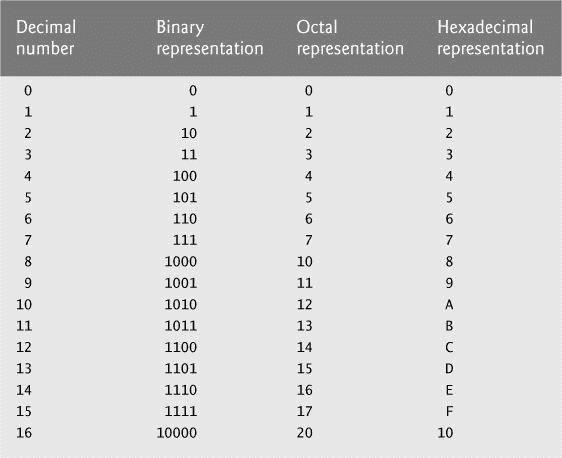 Decimal Binary Octal Hexadecimal
number representation representation representation
0 0 0 0
1 1 1 1
2 10 2 2
3 11 3 3
4 100 4 4
5 101 5 5
6 110 6 6
7 111 7 7
8 1000 10 8
9 1001 11 9
10 1010 12 A
11 1011 13 B
12 1100 14 C
13 1101 15 D
14 1110 16 E
15 1111 17 F
16 10000 20 10